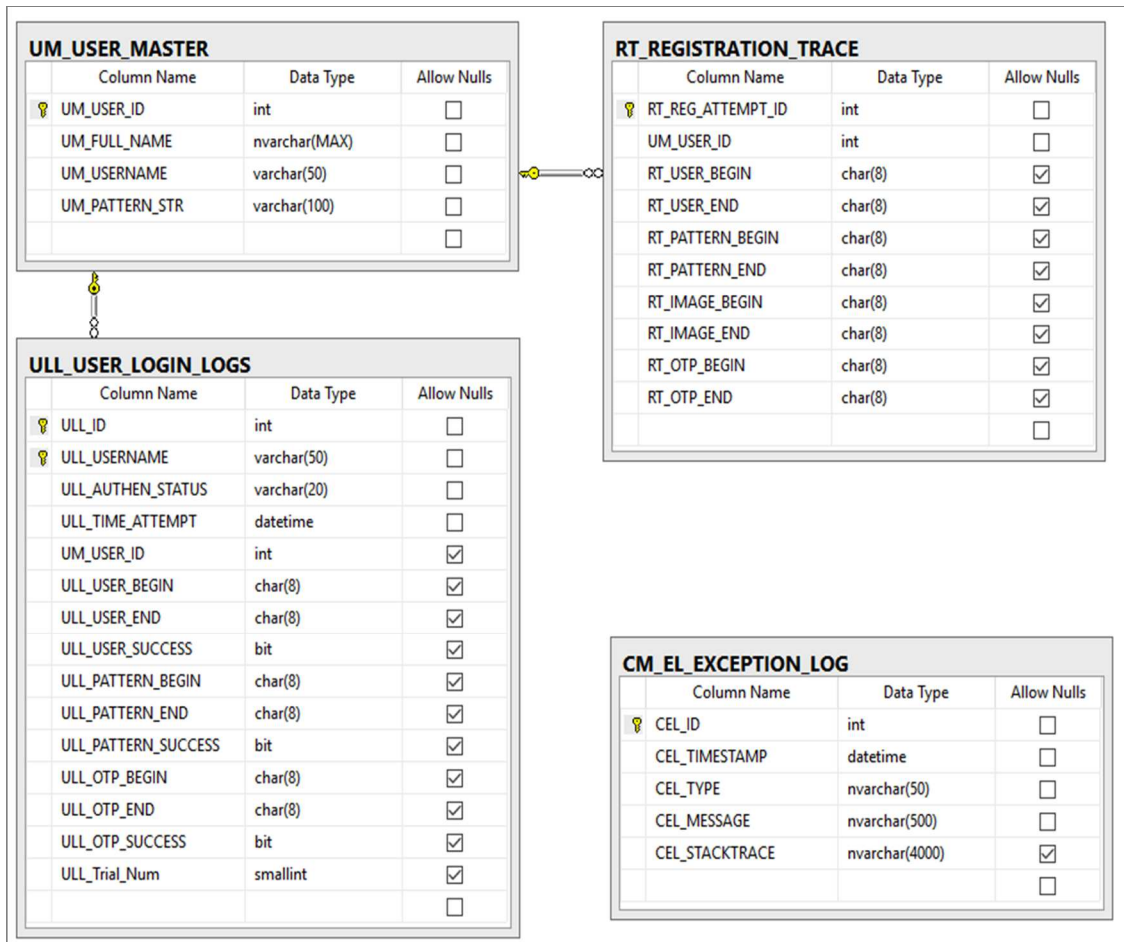 UM_USER_MASTER
Column Name Data Type Allow Nulls
UM_USER_ID int
UM_FULL_NAME nvarchar(MAX)
UM_USERNAME varchar(50)
UM_PATTERN_STR varchar(100)
RT_REGISTRATION_TRACE
Column Name Data Type Allow Nulls
RT_REG_ATTEMPT_ID int
UM_USER_ID int
RT_USER_BEGIN char(8)
RT_USER_END char(8)
RT_PATTERN_BEGIN char(8)
RT_PATTERN_END char(8)
RT_IMAGE_BEGIN char(8)
RT_IMAGE_END char(8)
RT_OTP_BEGIN char(8)
RT_OTP_END char(8)
ULL_USER_LOGIN_LOGS
Column Name Data Type Allow Nulls
ULL_ID int
ULL_USERNAME varchar(50)
ULL_AUTHEN_STATUS varchar(20)
ULL_TIME_ATTEMPT datetime
UM_USER_ID int
ULL_USER_BEGIN char(8)
ULL_USER_END char(8)
ULL_USER_SUCCESS bit
ULL_PATTERN_BEGIN char(8)
ULL_PATTERN_END char(8)
ULL_PATTERN_SUCCESS bit
ULL_OTP_BEGIN char(8)
ULL_OTP_END char(8)
ULL_OTP_SUCCESS bit
ULL_Trial_Num smallint
CM_EL_EXCEPTION_LOG
Column Name Data Type Allow Nulls
CEL_ID int
CEL_TIMESTAMP datetime
CEL_TYPE nvarchar(50)
CEL_MESSAGE nvarchar(500)
CEL_STACKTRACE nvarchar(4000)